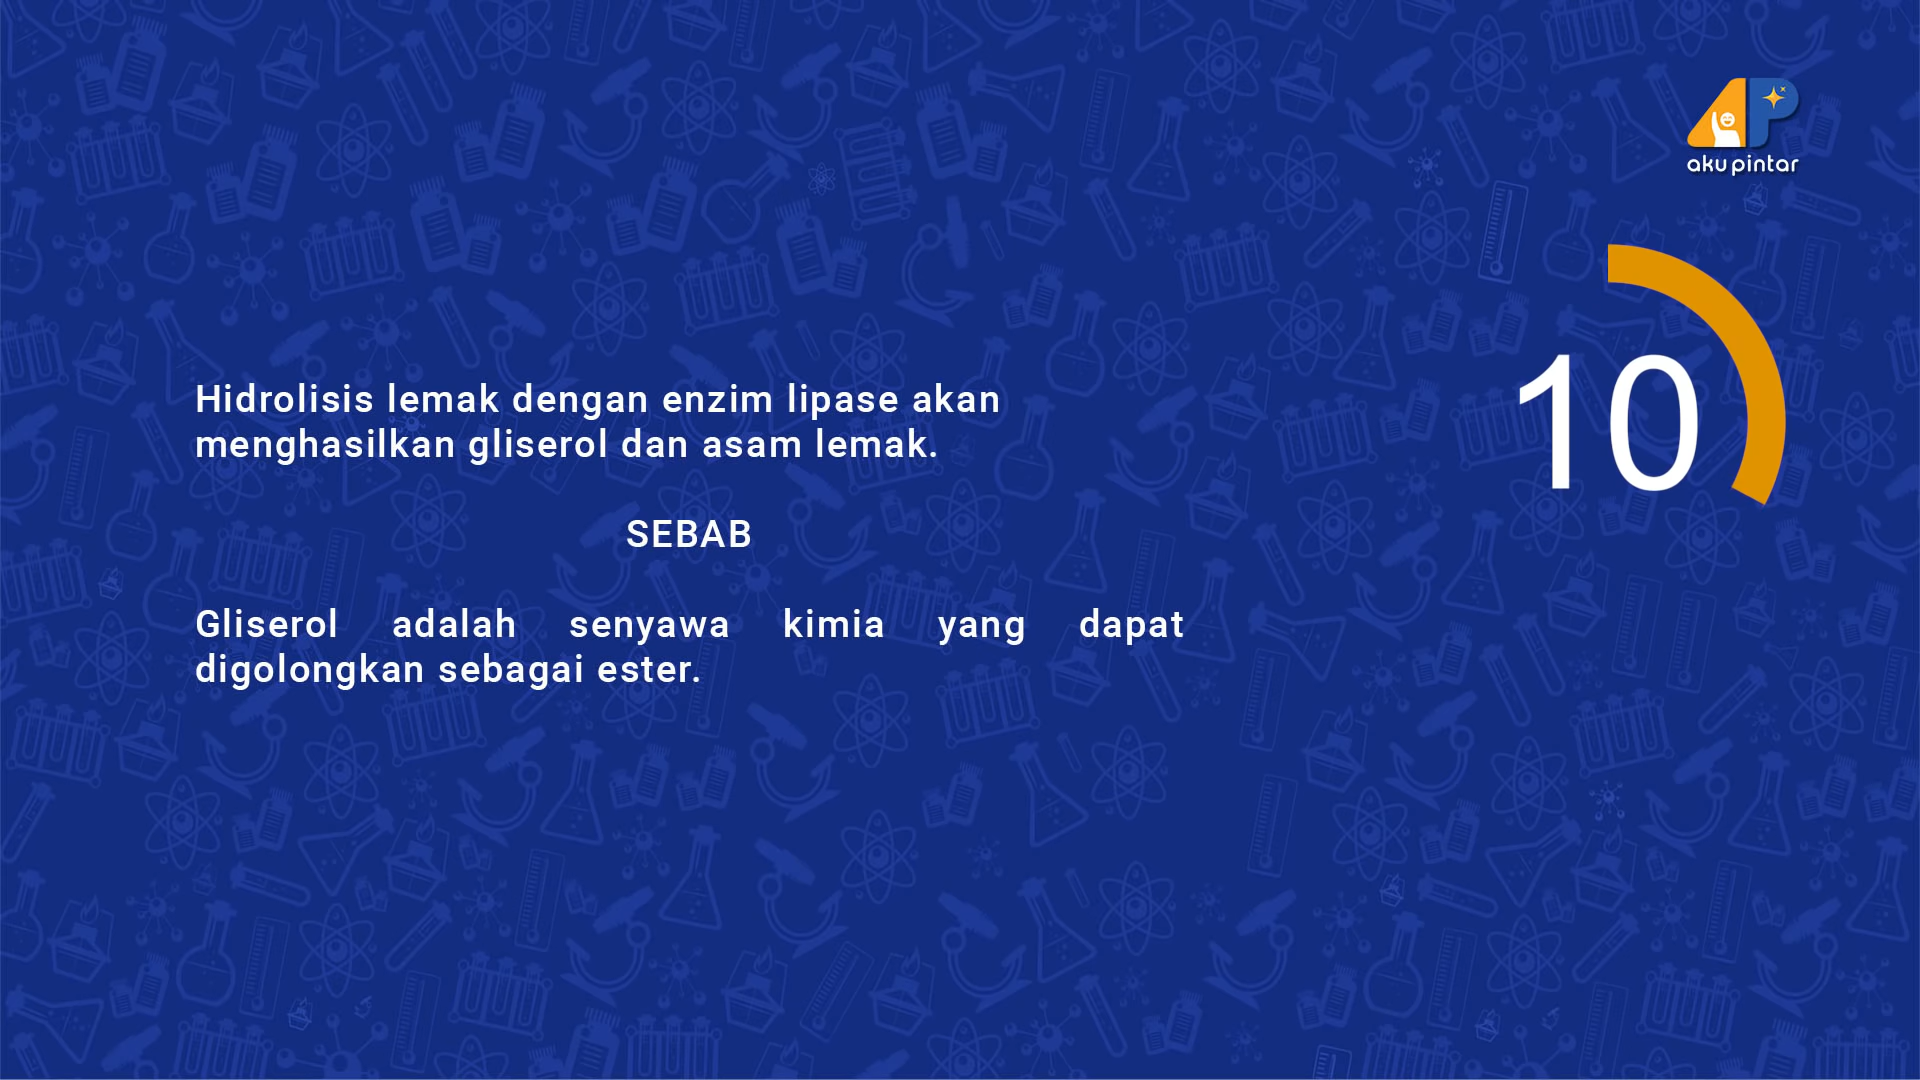 aku pintar
10
Hidrolisis lemak dengan enzim lipase akan
menghasilkan gliserol dan asam lemak.
SEBAB
Gliserol adalah senyawa kimia yang dapat
digolongkan sebagai ester.